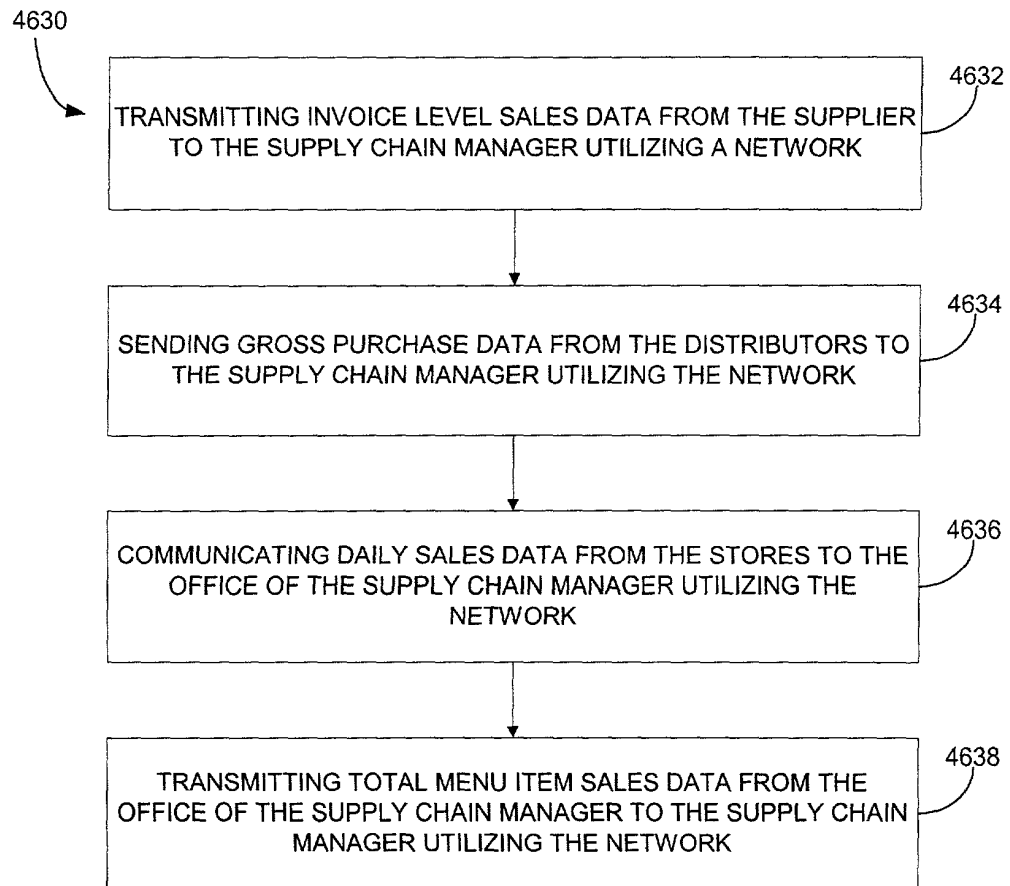 4630
4632
TRANSMITTING INVOICE LEVEL SALES DATA FROM THE SUPPLIER
TO THE SUPPLY CHAIN MANAGER UTILIZING A NETWORK
4634
SENDING GROSS PURCHASE DATA FROM THE DISTRIBUTORS TO
THE SUPPLY CHAIN MANAGER UTILIZING THE NETWORK
4636
COMMUNICATING DAILY SALES DATA FROM THE STORES TO THE
OFFICE OF THE SUPPLY CHAIN MANAGER UTILIZING THE
NETWORK
4638
TRANSMITTING TOTAL MENU ITEM SALES DATA FROM THE
OFFICE OF THE SUPPLY CHAIN MANAGER TO THE SUPPLY CHAIN
MANAGER UTILIZING THE NETWORK